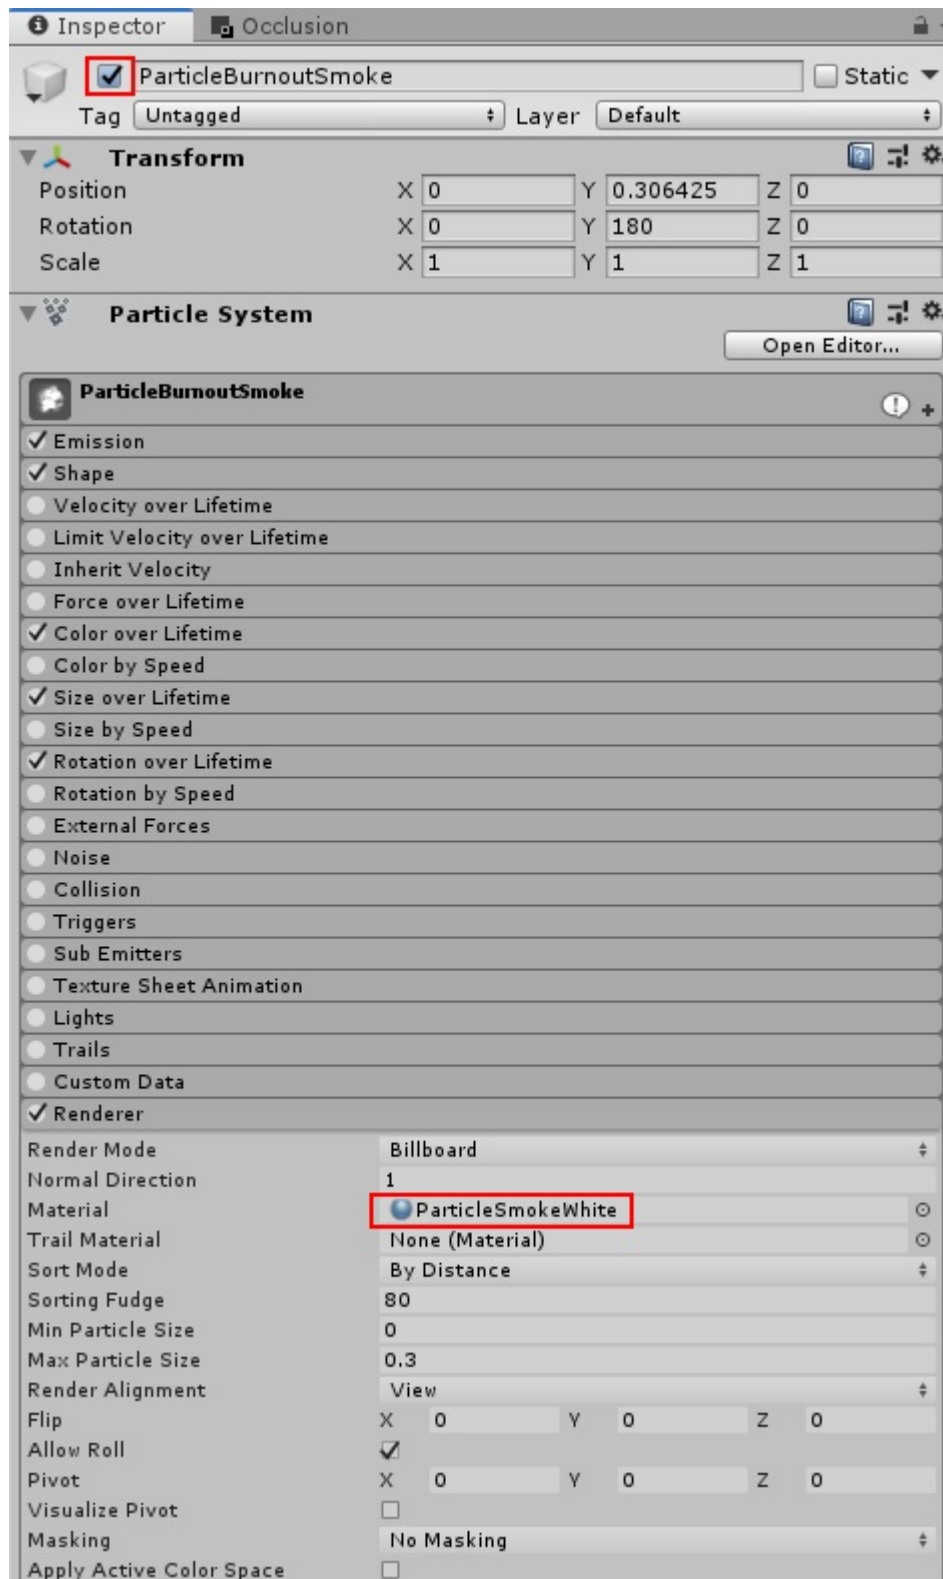 Inspector Occlusion
ParticleBurnoutSmoke Static
Tag Untagged Layer Default
Transform
Position X 0 Y 0.306425 Z 0
Rotation X 0 Y 180 Z 0
Scale X 1 Y 1 Z 1
Particle System
Open Editor...
ParticleBurnoutSmoke
Emission
Shape
Velocity over Lifetime
Limit Velocity over Lifetime
Inherit Velocity
Force over Lifetime
Color over Lifetime
Color by Speed
Size over Lifetime
Size by Speed
Rotation over Lifetime
Rotation by Speed
External Forces
Noise
Collision
Triggers
Sub Emitters
Texture Sheet Animation
Lights
Trails
Custom Data
Renderer
Render Mode Billboard
Normal Direction 1
Material ParticleSmokeWhite
Trail Material None (Material)
Sort Mode By Distance
Sorting Fudge 80
Min Particle Size 0
Max Particle Size 0.3
Render Alignment View
Flip X 0 Y 0 Z 0
Allow Roll
Pivot X 0 Y 0 Z 0
Visualize Pivot
Masking No Masking
Apply Active Color Space